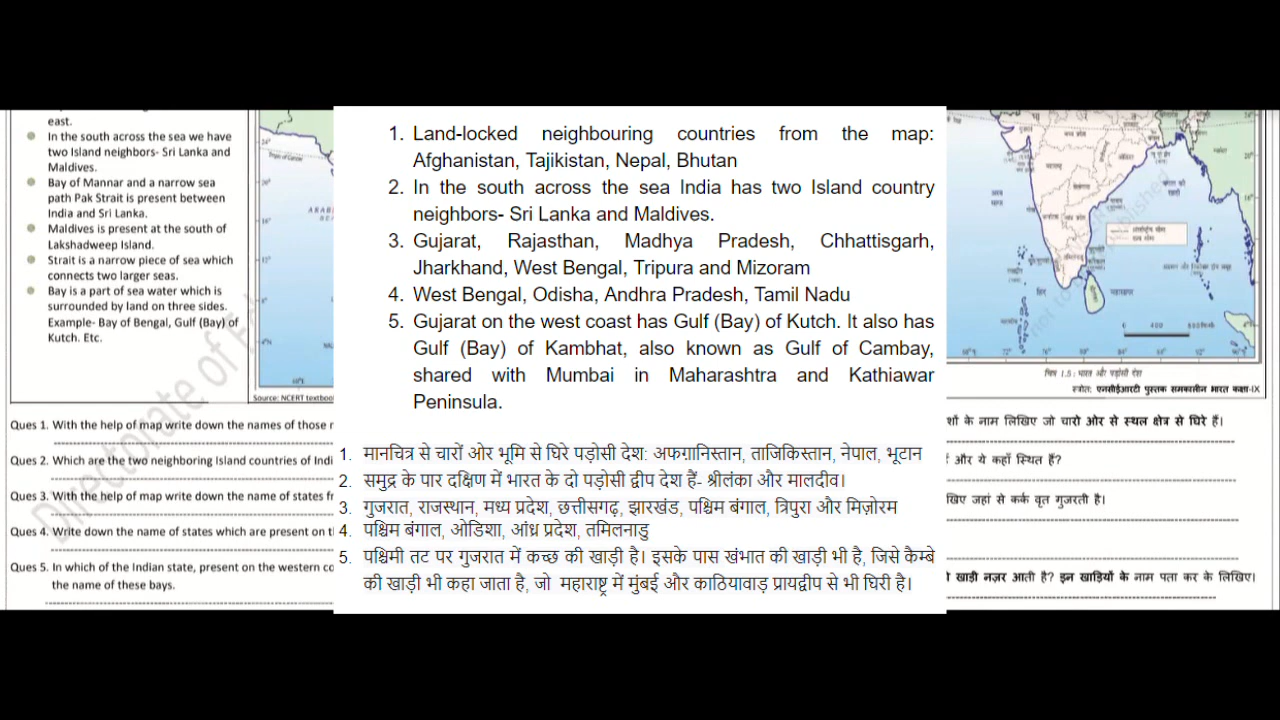 east.
In the south across the sea we have
two Island neighbors- Sri Lanka and
Maldives.
Bay of Mannar and a narrow sea
path Pak Strait is present between
India and Sri Lanka.
Maldives is present at the south of
Lakshadweep Island.
Strait is a narrow piece of sea which
connects two larger seas.
Bay is a part of sea water which is
surrounded by land on three sides.
Example- Bay of Bengal, Gulf (Bay) of
Kutch. Etc.
Source: NCERT textboo
Directorate of
Ques 1. With the help of map write down the names of those
Ques 2. Which are the two neighboring Island countries of Indi
Ques 3. With the help of map write down the name of states fr
Ques 4. Write down the name of states which are present on t
Ques 5. In which of the Indian state, present on the western co
the name of these bays.
1. Land-locked neighbouring countries from the map:
Afghanistan, Tajikistan, Nepal, Bhutan
2. In the south across the sea India has two Island country
neighbors- Sri Lanka and Maldives.
3. Gujarat, Rajasthan, Madhya Pradesh, Chhattisgarh,
Jharkhand, West Bengal, Tripura and Mizoram
4. West Bengal, Odisha, Andhra Pradesh, Tamil Nadu
5. Gujarat on the west coast has Gulf (Bay) of Kutch. It also has
Gulf (Bay) of Kambhat, also known as Gulf of Cambay,
shared with Mumbai in Maharashtra and Kathiawar
Peninsula.
1. मानचित्र से चारों ओर भूमि से घिरे पड़ोसी देश: अफगानिस्तान, ताजिकिस्तान, नेपाल, भूटान
2. समुद्र के पार दक्षिण में भारत के दो पड़ोसी द्वीप देश हैं- श्रीलंका और मालदीव।
3. गुजरात, राजस्थान, मध्य प्रदेश, छत्तीसगढ़, झारखंड, पश्चिम बंगाल, त्रिपुरा और मिज़ोरम
4. पश्चिम बंगाल, ओडिशा, आंध्र प्रदेश, तमिलनाडु
5. पश्चिमी तट पर गुजरात में कच्छ की खाड़ी है। इसके पास खंभात की खाड़ी भी है, जिसे कैम्बे
की खाड़ी भी कहा जाता है, जो महाराष्ट्र में मुंबई और काठियावाड़ प्रायद्वीप से भी घिरी है।
चित्र 1.5 : भारत और पड़ोसी देश
स्त्रोत: एनसीईआरटी पुस्तक समकालीन भारत कक्षा-IX
शों के नाम लिखिए जो चारो ओर से स्थल क्षेत्र से घिरे हैं।
और ये कहाँ स्थित हैं?
खिए जहां से कर्क वृत गुजरती है।
खाड़ी नज़र आती है? इन खाड़ियों के नाम पता कर के लिखिए।